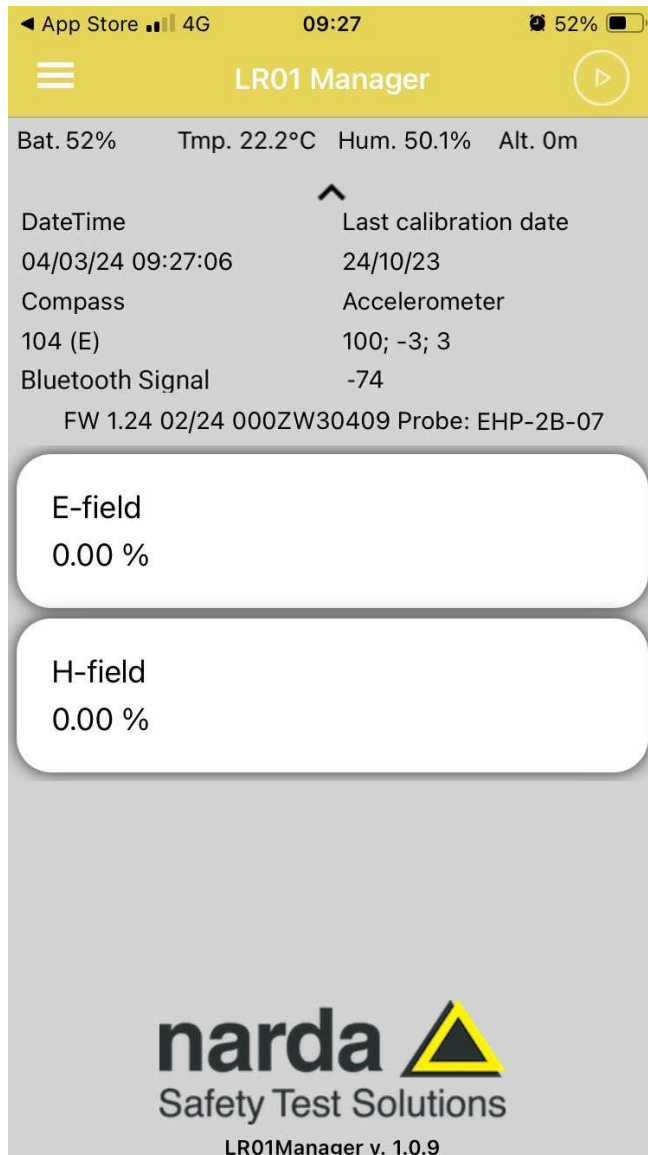 App Store 4G 09:27 52%
LR01 Manager
Bat. 52% Tmp. 22.2°C Hum. 50.1% Alt. 0m
DateTime Last calibration date
04/03/24 09:27:06 24/10/23
Compass Accelerometer
104 (E) 100; -3; 3
Bluetooth Signal -74
FW 1.24 02/24 000ZW30409 Probe: EHP-2B-07
E-field
0.00 %
H-field
0.00 %
narda
Safety Test Solutions
LR01Manager v. 1.0.9